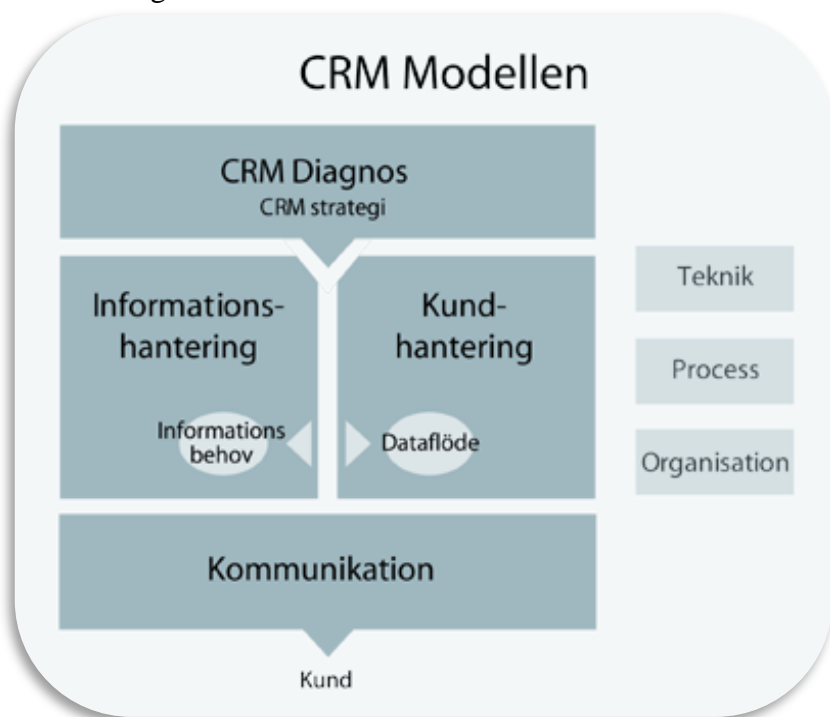 CRM Modellen
CRM Diagnos
CRM strategi
Informations-
hantering
Informations
behov
Kund-
hantering
Dataflöde
Kommunikation
Kund
Teknik
Process
Organisation